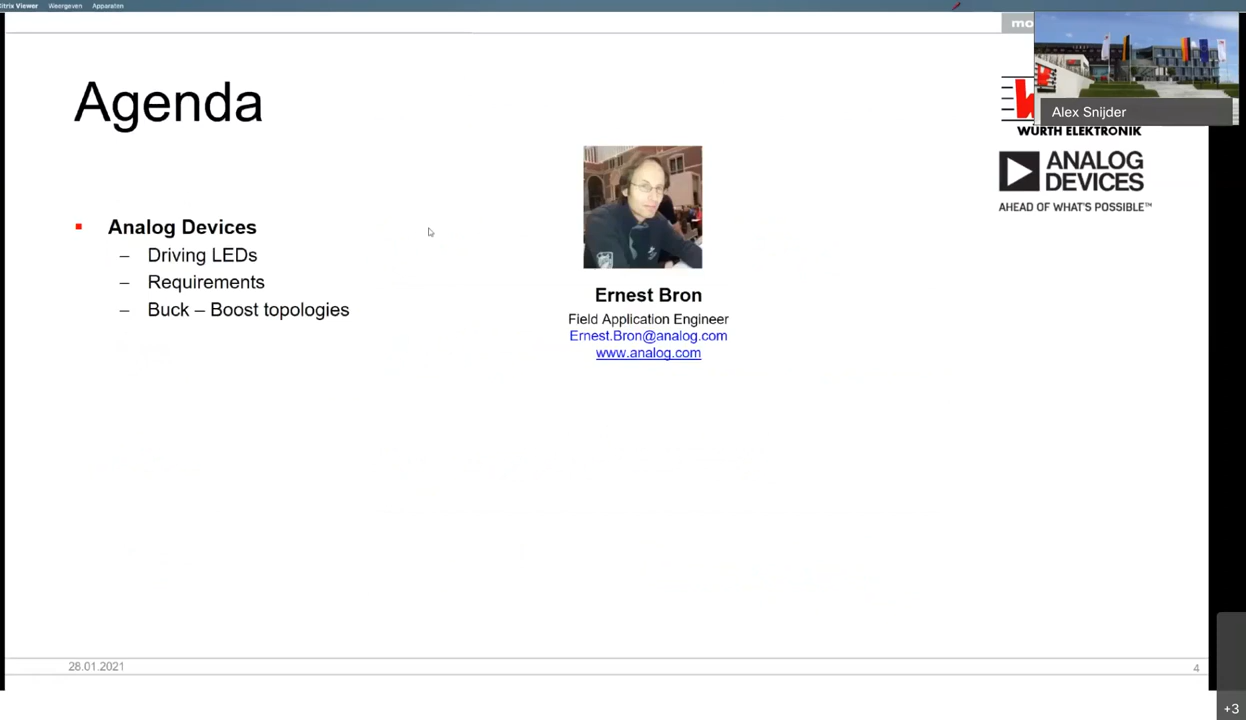 Citrix Viewer Weergeven Apparaten
mo
Alex Snijder
WÜRTH ELEKTRONIK
ANALOG
DEVICES
AHEAD OF WHAT'S POSSIBLE™
Agenda
▪ Analog Devices
– Driving LEDs
– Requirements
– Buck – Boost topologies
Ernest Bron
Field Application Engineer
Ernest.Bron@analog.com
www.analog.com
28.01.2021
4
+3